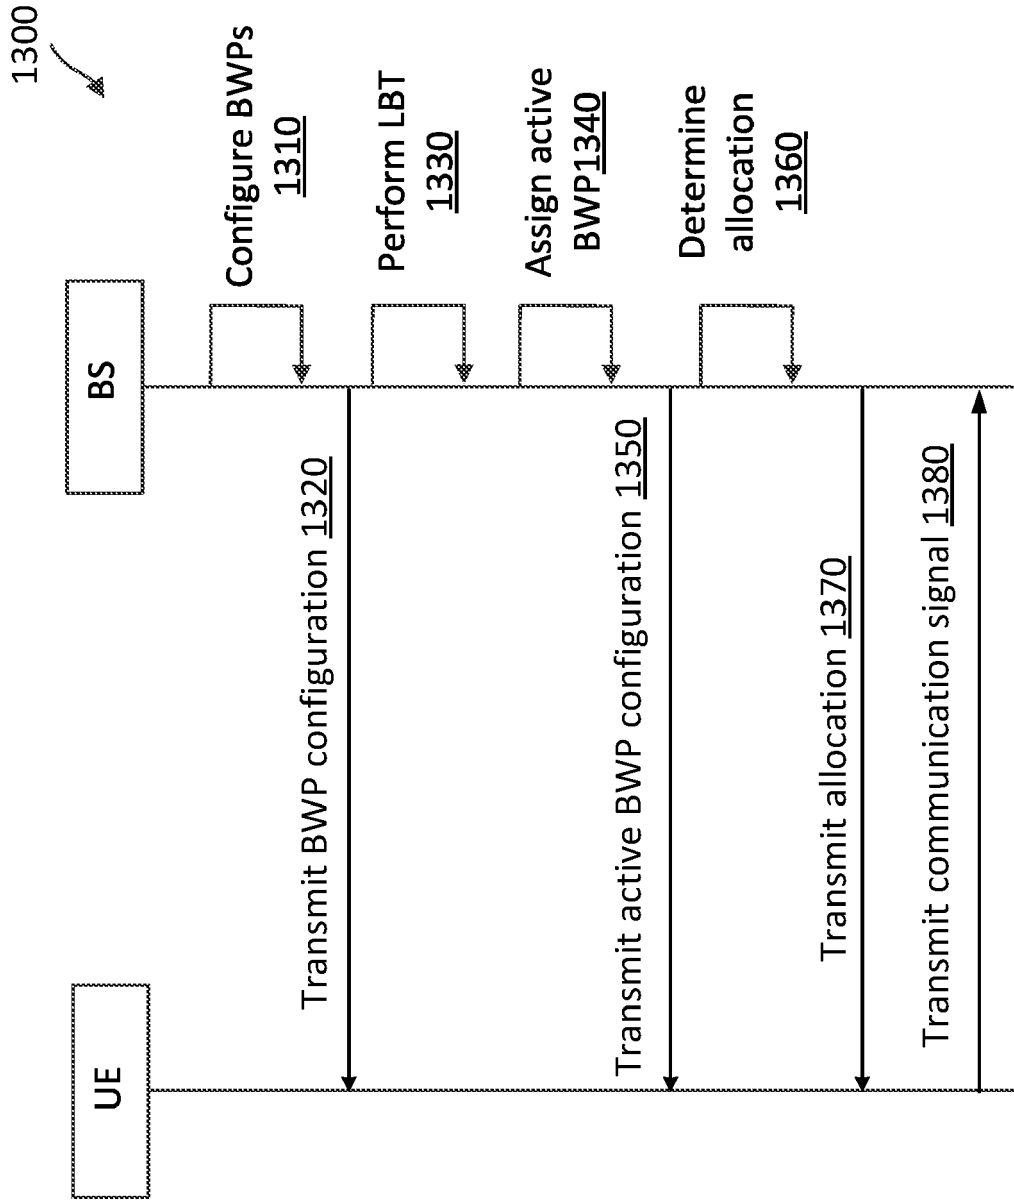 1300
UE
BS
Configure BWPs
1310
Transmit BWP configuration 1320
Perform LBT
1330
Assign active
BWP1340
Transmit active BWP configuration 1350
Determine
allocation
1360
Transmit allocation 1370
Transmit communication signal 1380